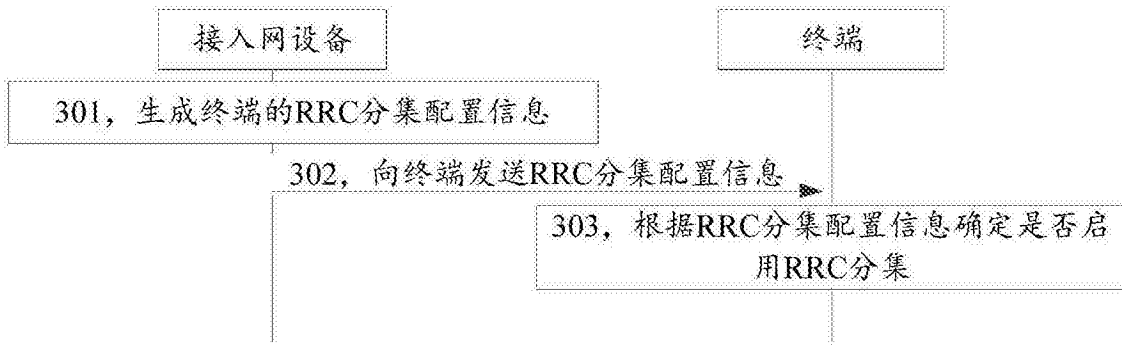 接入网设备
终端
301，生成终端的RRC分集配置信息
302，向终端发送RRC分集配置信息
303，根据RRC分集配置信息确定是否启
用RRC分集